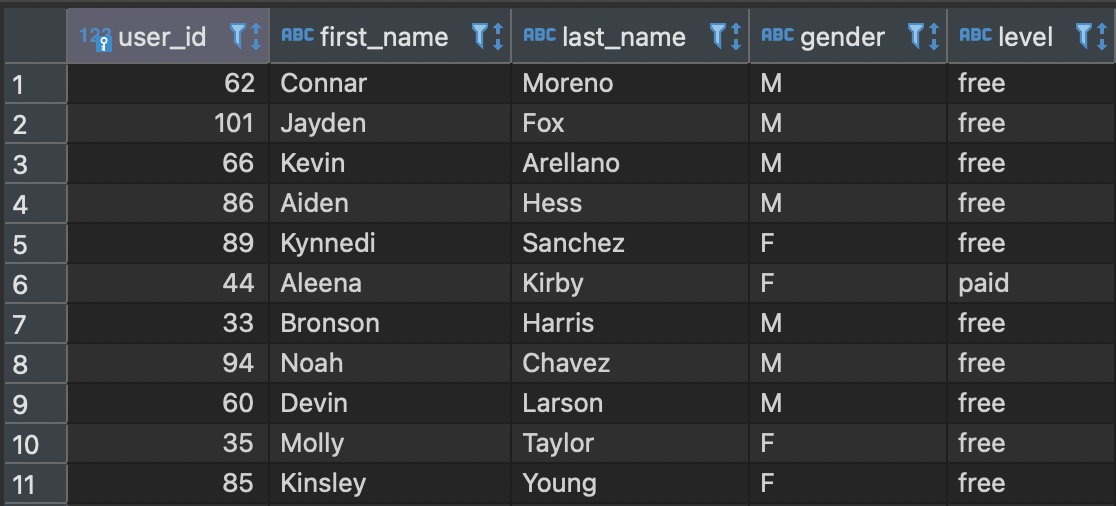 123 user_id ABC first_name ABC last_name ABC gender ABC level
1 62 Connar Moreno M free
2 101 Jayden Fox M free
3 66 Kevin Arellano M free
4 86 Aiden Hess M free
5 89 Kynnedi Sanchez F free
6 44 Aleena Kirby F paid
7 33 Bronson Harris M free
8 94 Noah Chavez M free
9 60 Devin Larson M free
10 35 Molly Taylor F free
11 85 Kinsley Young F free